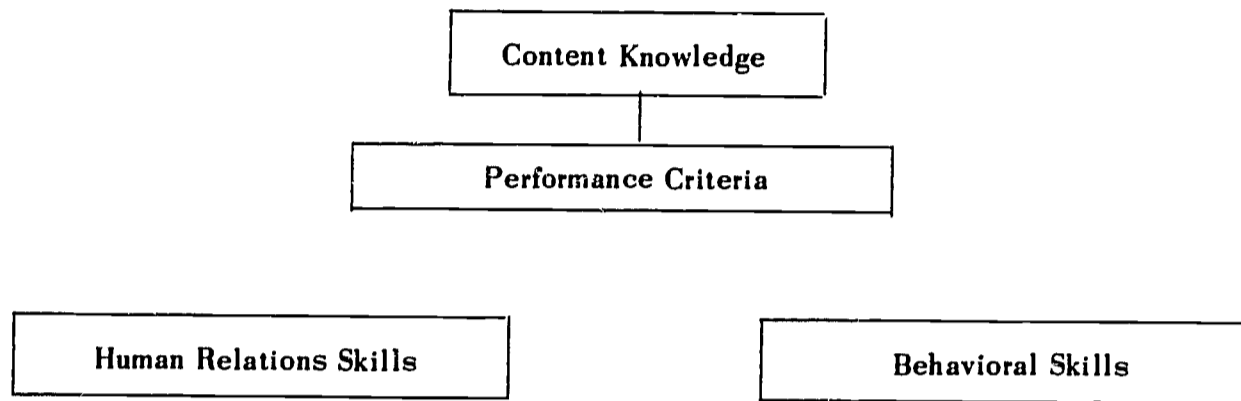 Content Knowledge
Performance Criteria
Human Relations Skills
Behavioral Skills